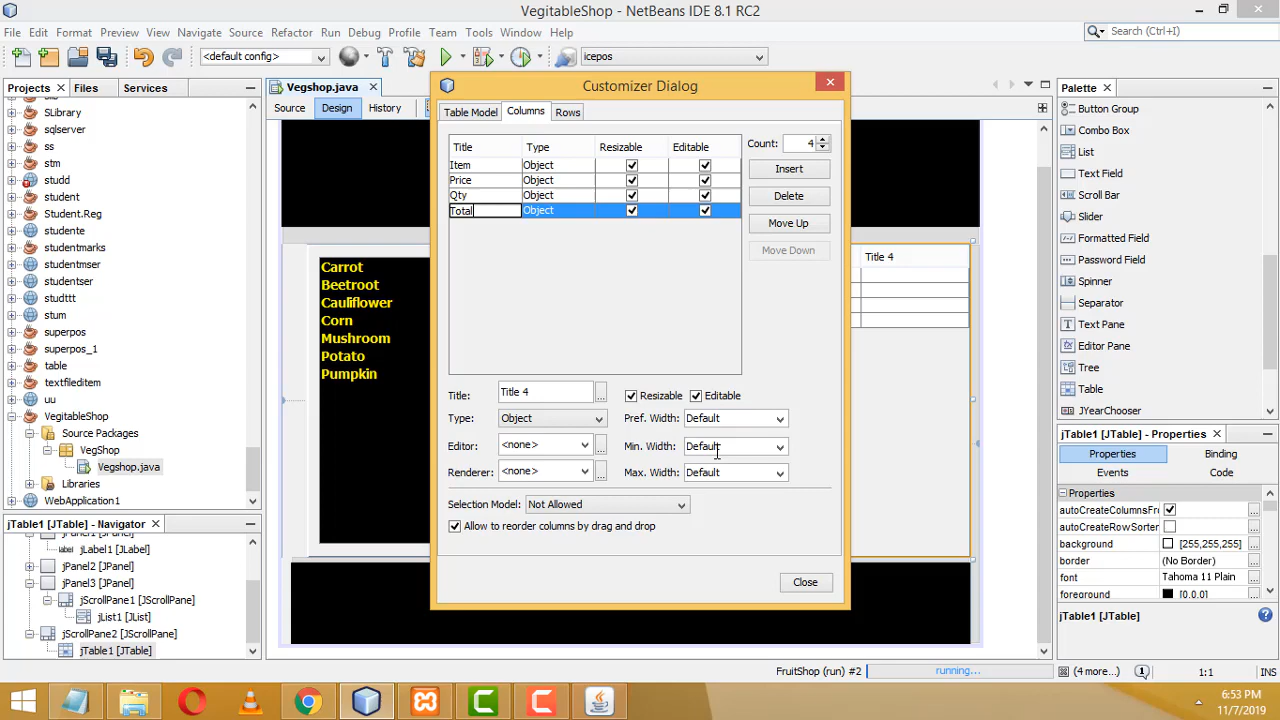 VegitableShop - NetBeans IDE 8.1 RC2
File Edit Format Preview View Navigate Source Refactor Run Debug Profile Team Tools Window Help
Search (Ctrl+I)
<default config>
icepos
Projects
Files
Services
SLibrary
sqlserver
ss
stm
studd
student
Student.Reg
studente
studentmarks
studentmser
studentser
studttt
stum
superpos
superpos_1
table
textfileditem
uu
VegitableShop
Source Packages
VegShop
Vegshop.java
Libraries
WebApplication1
jTable1 [JTable] - Navigator
jPanel1 [JPanel]
jLabel1 [JLabel]
jPanel2 [JPanel]
jPanel3 [JPanel]
jScrollPane1 [JScrollPane]
jList1 [JList]
jScrollPane2 [JScrollPane]
jTable1 [JTable]
Vegshop.java
Source
Design
History
Carrot
Beetroot
Cauliflower
Corn
Mushroom
Potato
Pumpkin
Title 4
Customizer Dialog
Table Model
Columns
Rows
Title Type Resizable Editable
Item Object
Price Object
Qty Object
Total Object
Count: 4
Insert
Delete
Move Up
Move Down
Title: Title 4 ...
Resizable Editable
Type: Object
Pref. Width: Default
Editor: <none> ...
Min. Width: Default
Renderer: <none> ...
Max. Width: Default
Selection Model: Not Allowed
Allow to reorder columns by drag and drop
Close
Palette
Button Group
Combo Box
List
Text Field
Scroll Bar
Slider
Formatted Field
Password Field
Spinner
Separator
Text Pane
Editor Pane
Tree
Table
JYearChooser
jTable1 [JTable] - Properties
Properties
Binding
Events
Code
Properties
autoCreateColumnsFro
autoCreateRowSorter
background [255,255,255]
border (No Border)
font Tahoma 11 Plain
foreground [0,0,0]
jTable1 [JTable]
FruitShop (run) #2
running...
(4 more...)
1
1:1
INS
6:53 PM
11/7/2019